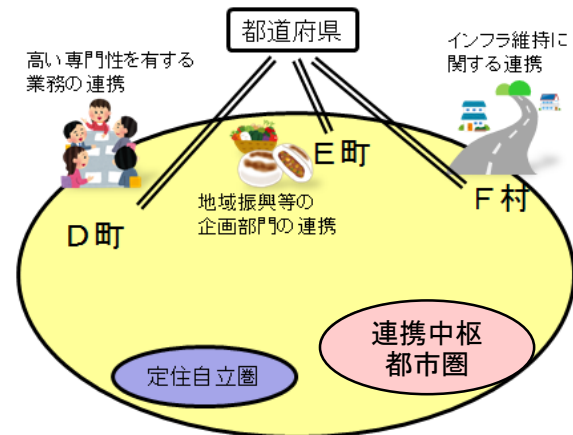 都道府県
高い専門性を有する
業務の連携
インフラ維持に
関する連携
E町
地域振興等の
企画部門の連携
F村
D町
連携中枢
都市圏
定住自立圏